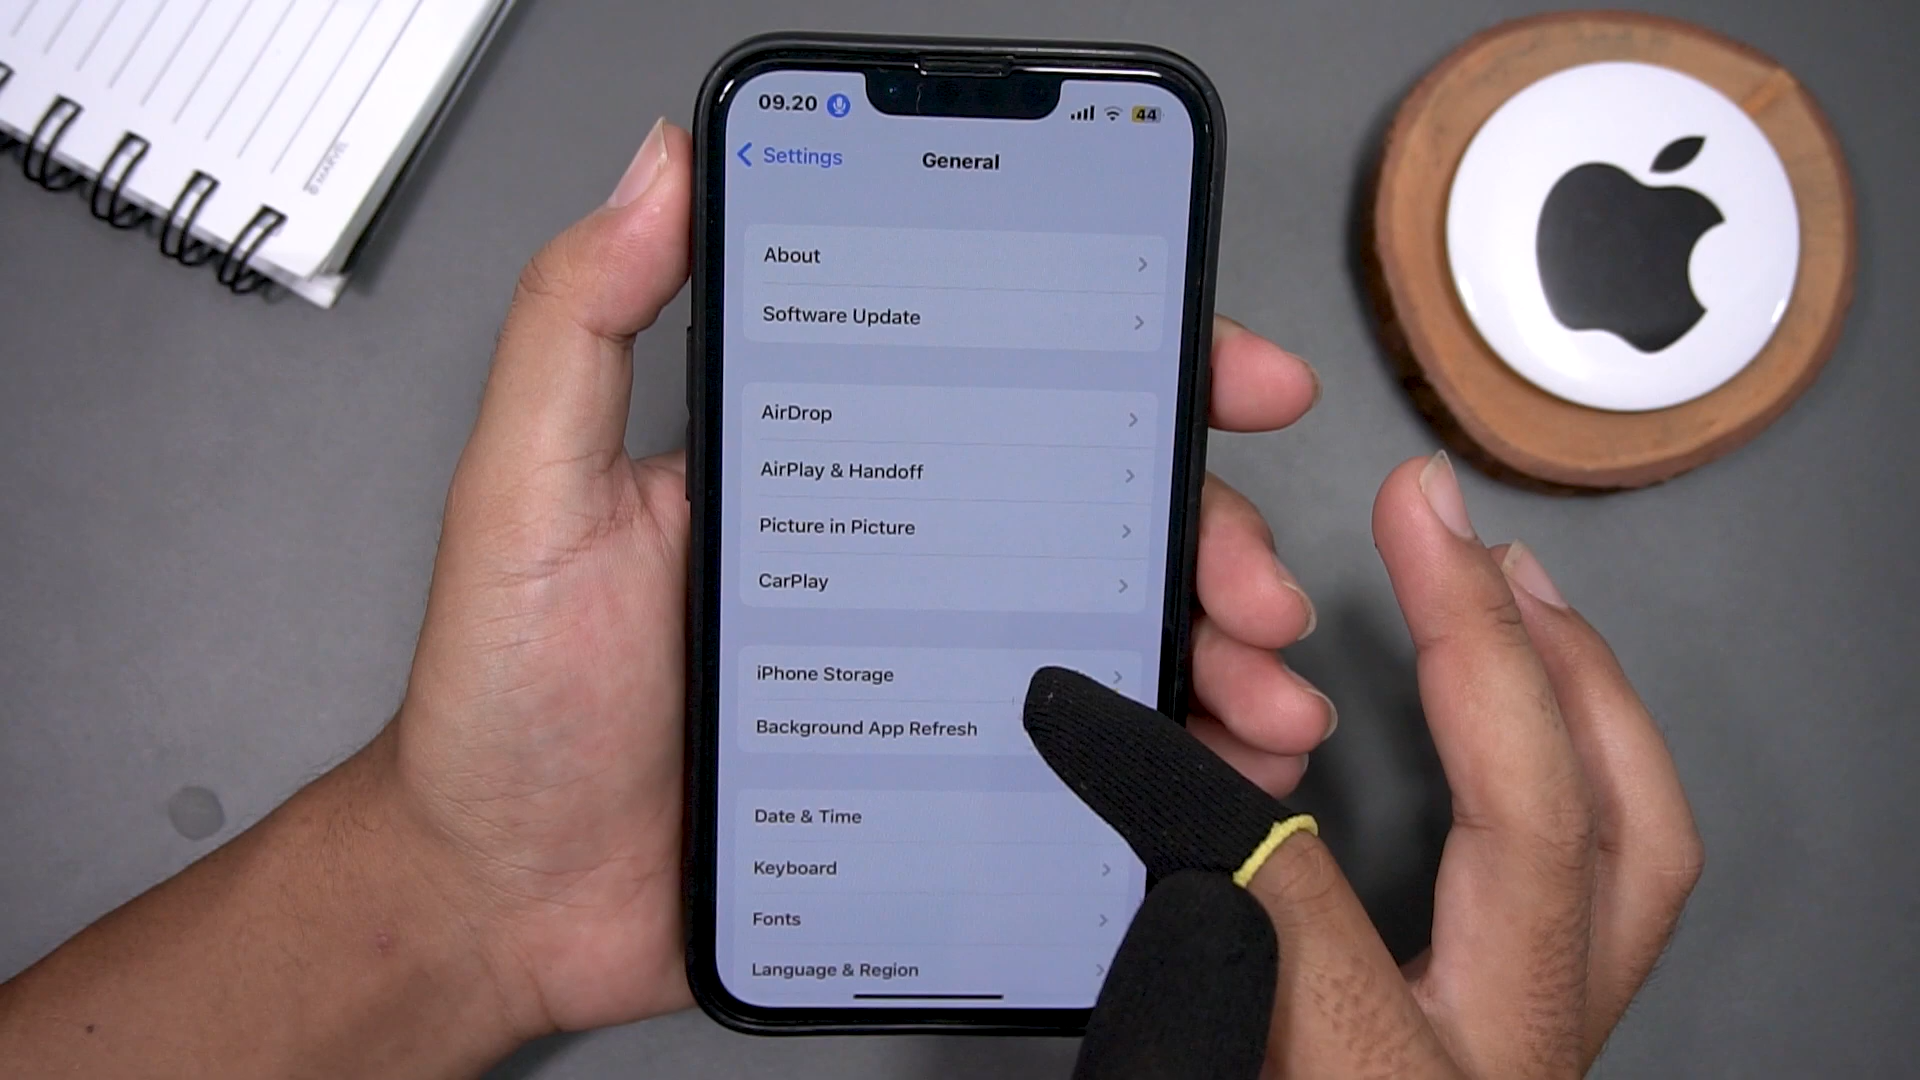 © MARVEL
09.20
44
Settings
General
About
Software Update
AirDrop
AirPlay & Handoff
Picture in Picture
CarPlay
iPhone Storage
Background App Refresh
Date & Time
Keyboard
Fonts
Language & Region